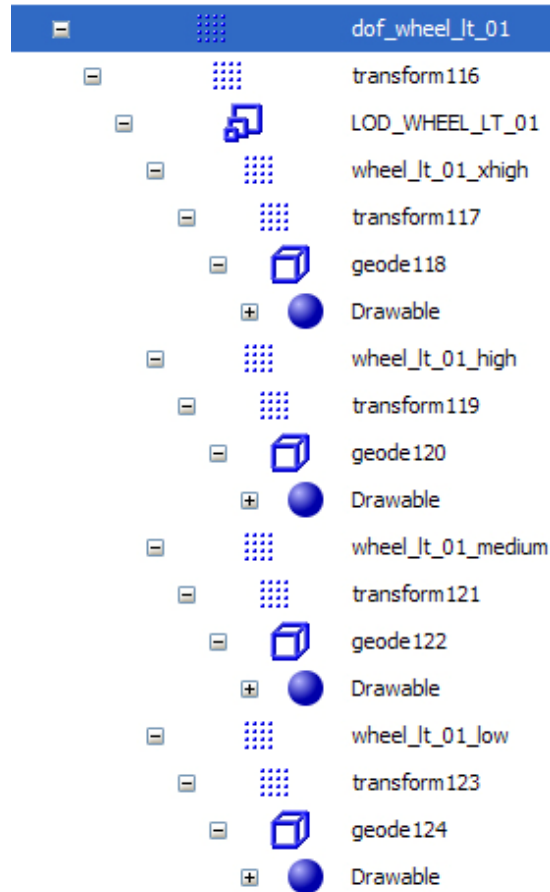 dof_wheel_lt_01
transform116
LOD_WHEEL_LT_01
wheel_lt_01_xhigh
transform117
geode118
Drawable
wheel_lt_01_high
transform119
geode120
Drawable
wheel_lt_01_medium
transform121
geode122
Drawable
wheel_lt_01_low
transform123
geode124
Drawable